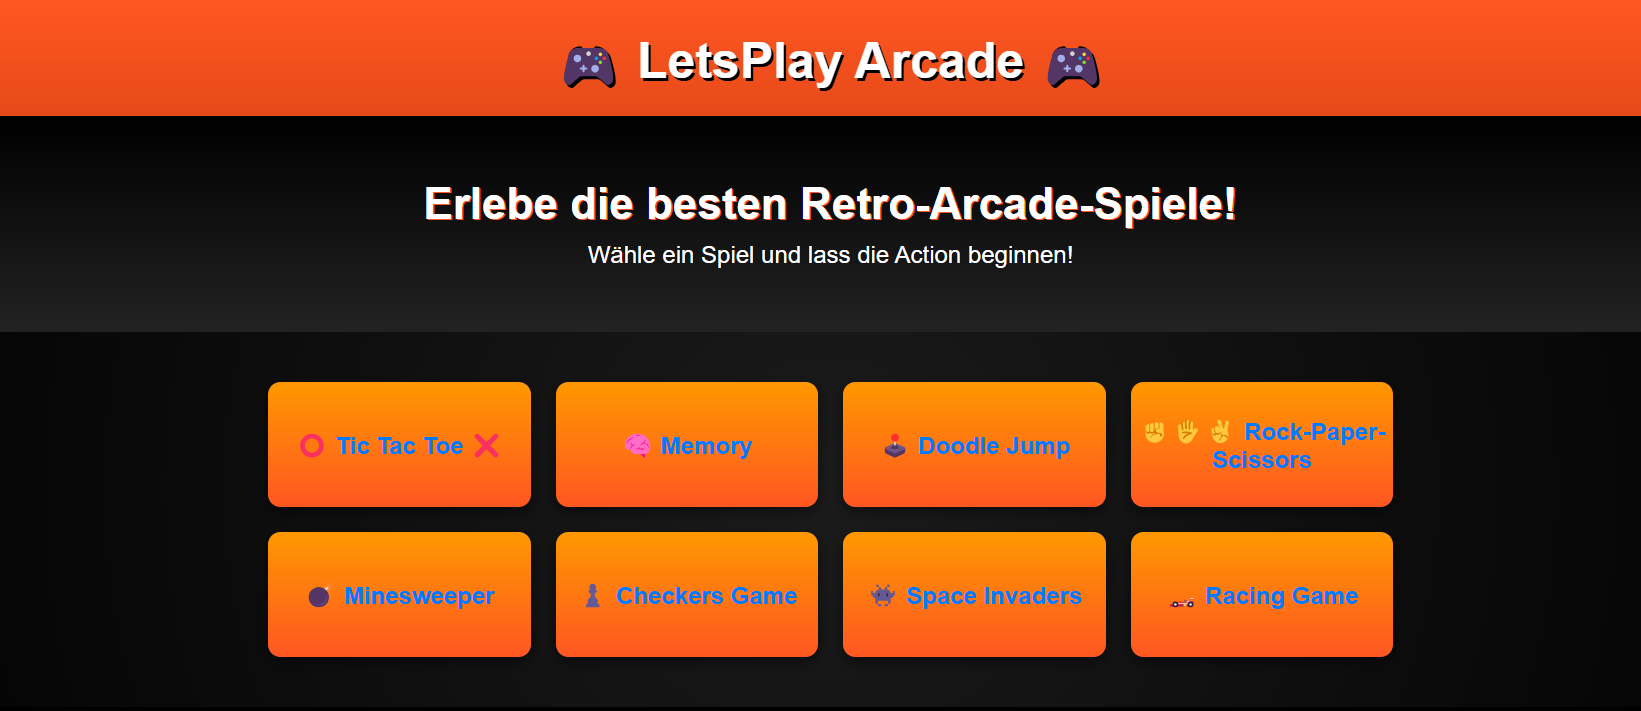 🎮 LetsPlay Arcade 🎮
Erlebe die besten Retro-Arcade-Spiele!
Wähle ein Spiel und lass die Action beginnen!
⭕ Tic Tac Toe ❌
🧠 Memory
🕹️ Doodle Jump
✊🖐️✌️ Rock-Paper-
Scissors
💣 Minesweeper
♟️ Checkers Game
👾 Space Invaders
🏎️ Racing Game